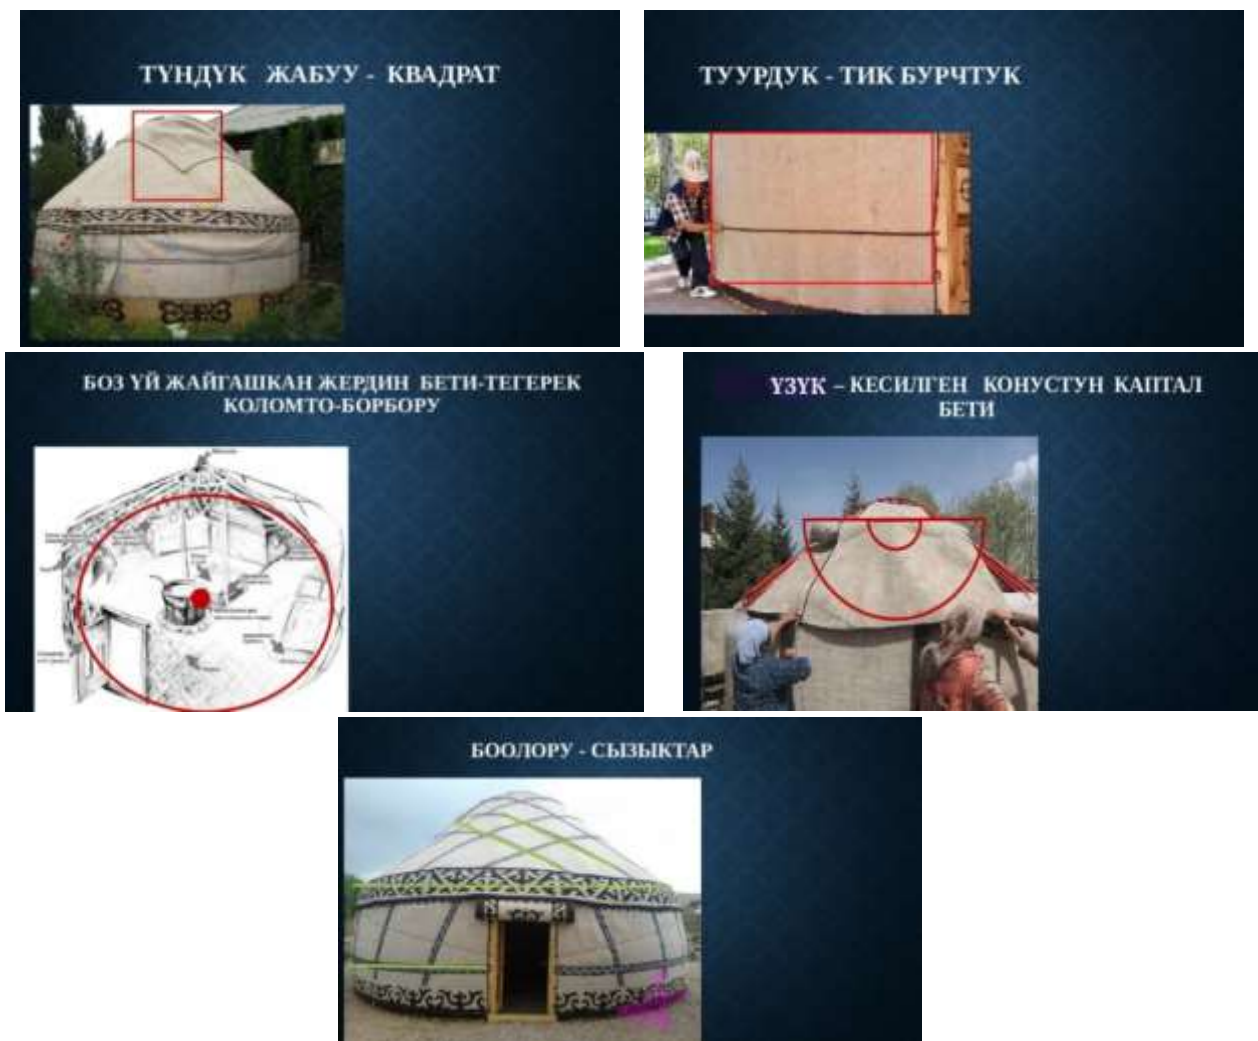 ТҮНДҮК ЖАБУУ - КВАДРАТ
ТУУРДУК - ТИК БУРЧТУК
БОЗ ҮЙ ЖАЙГАШКАН ЖЕРДИН БЕТИ-ТЕГЕРЕК
КОЛОМТО-БОРБОРУ
ҮЗҮК – КЕСИЛГЕН КОНУСТУН КАПТАЛ
БЕТИ
БООЛОРУ - СЫЗЫКТАР